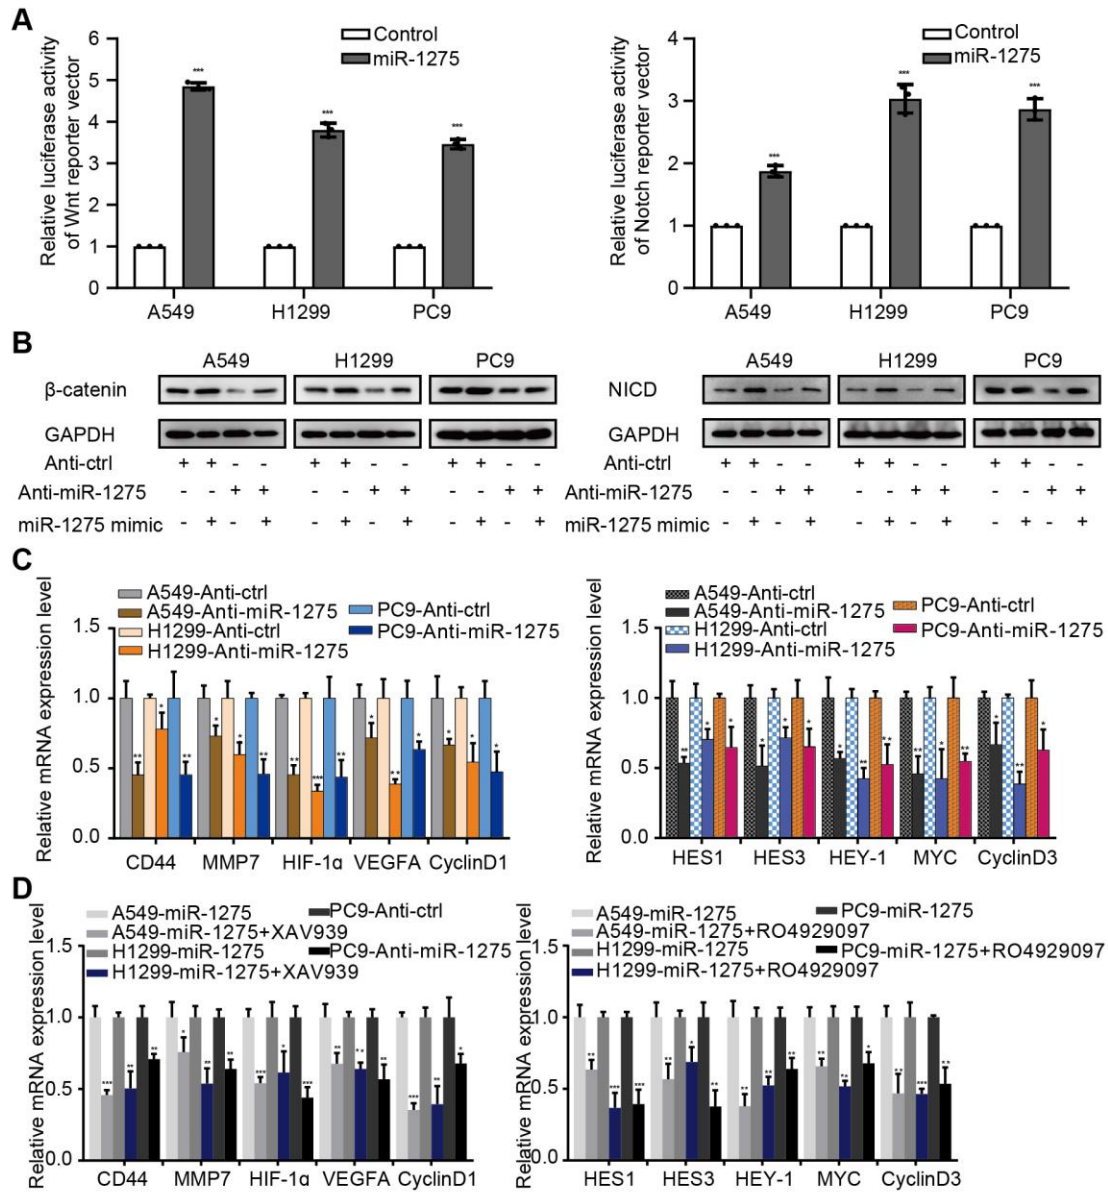 A
Relative luciferase activity
of Wnt reporter vector
6
5
4
3
2
1
0
Control
miR-1275
***
***
***
A549
H1299
PC9
Relative luciferase activity
of Notch reporter vector
4
3
2
1
0
Control
miR-1275
***
***
***
A549
H1299
PC9
B
A549
H1299
PC9
β-catenin
GAPDH
Anti-ctrl + + - - + + - - + + - -
Anti-miR-1275 - - + + - - + + - - + +
miR-1275 mimic - + - + - + - + - + - +
A549
H1299
PC9
NICD
GAPDH
Anti-ctrl + + - - + + - - + + - -
Anti-miR-1275 - - + + - - + + - - + +
miR-1275 mimic - + - + - + - + - + - +
C
Relative mRNA expression level
1.5
1.0
0.5
0.0
A549-Anti-ctrl
A549-Anti-miR-1275
H1299-Anti-ctrl
H1299-Anti-miR-1275
PC9-Anti-ctrl
PC9-Anti-miR-1275
** * ** * ** ** *** ** * ** * * * *
CD44
MMP7
HIF-1α
VEGFA
CyclinD1
Relative mRNA expression level
1.5
1.0
0.5
0.0
A549-Anti-ctrl
A549-Anti-miR-1275
H1299-Anti-ctrl
H1299-Anti-miR-1275
PC9-Anti-ctrl
PC9-Anti-miR-1275
** * * * * * * ** ** ** * ** * ** *
HES1
HES3
HEY-1
MYC
CyclinD3
D
Relative mRNA expression level
1.5
1.0
0.5
0.0
A549-miR-1275
A549-miR-1275+XAV939
H1299-miR-1275
H1299-miR-1275+XAV939
PC9-Anti-ctrl
PC9-Anti-miR-1275
*** ** ** * ** ** *** * *** ** ** ** *** ** *
CD44
MMP7
HIF-1α
VEGFA
CyclinD1
Relative mRNA expression level
1.5
1.0
0.5
0.0
A549-miR-1275
A549-miR-1275+RO4929097
H1299-miR-1275
H1299-miR-1275+RO4929097
PC9-miR-1275
PC9-miR-1275+RO4929097
** *** *** ** * ** ** ** ** ** ** * ** *** **
HES1
HES3
HEY-1
MYC
CyclinD3